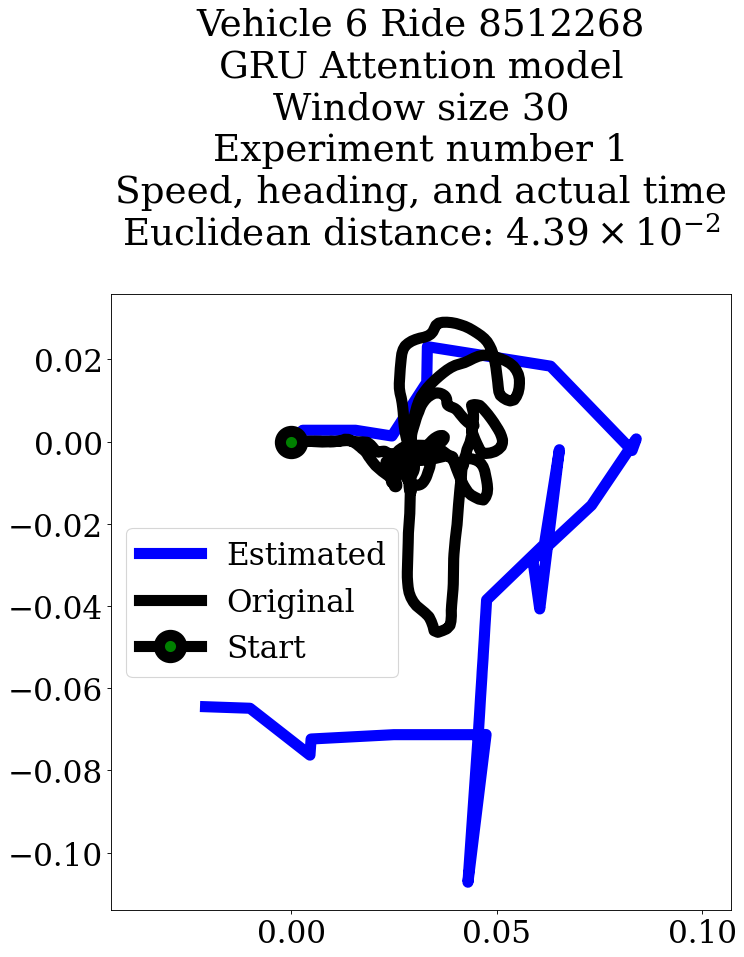 Vehicle 6 Ride 8512268
GRU Attention model
Window size 30
Experiment number 1
Speed, heading, and actual time
Euclidean distance: 4.39 × 10⁻²
0.02
0.00
−0.02
−0.04
−0.06
−0.08
−0.10
Estimated
Original
Start
0.00 0.05 0.10